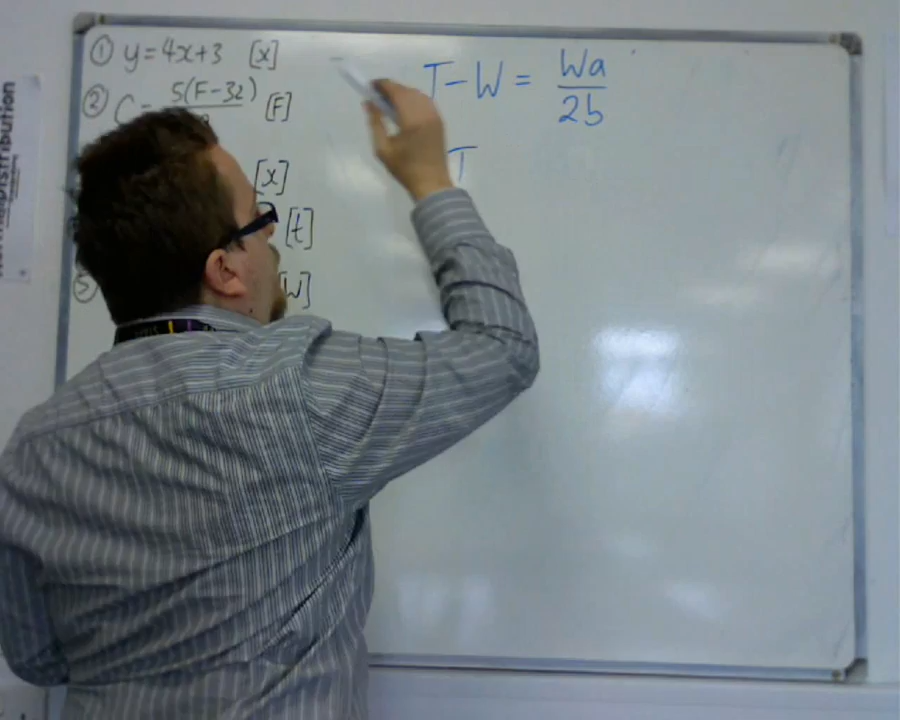 ① y=4x+3 [x]
② C = 5(F-32) [F]
[x]
[t]
[W]
T-W = Wa/2b
T